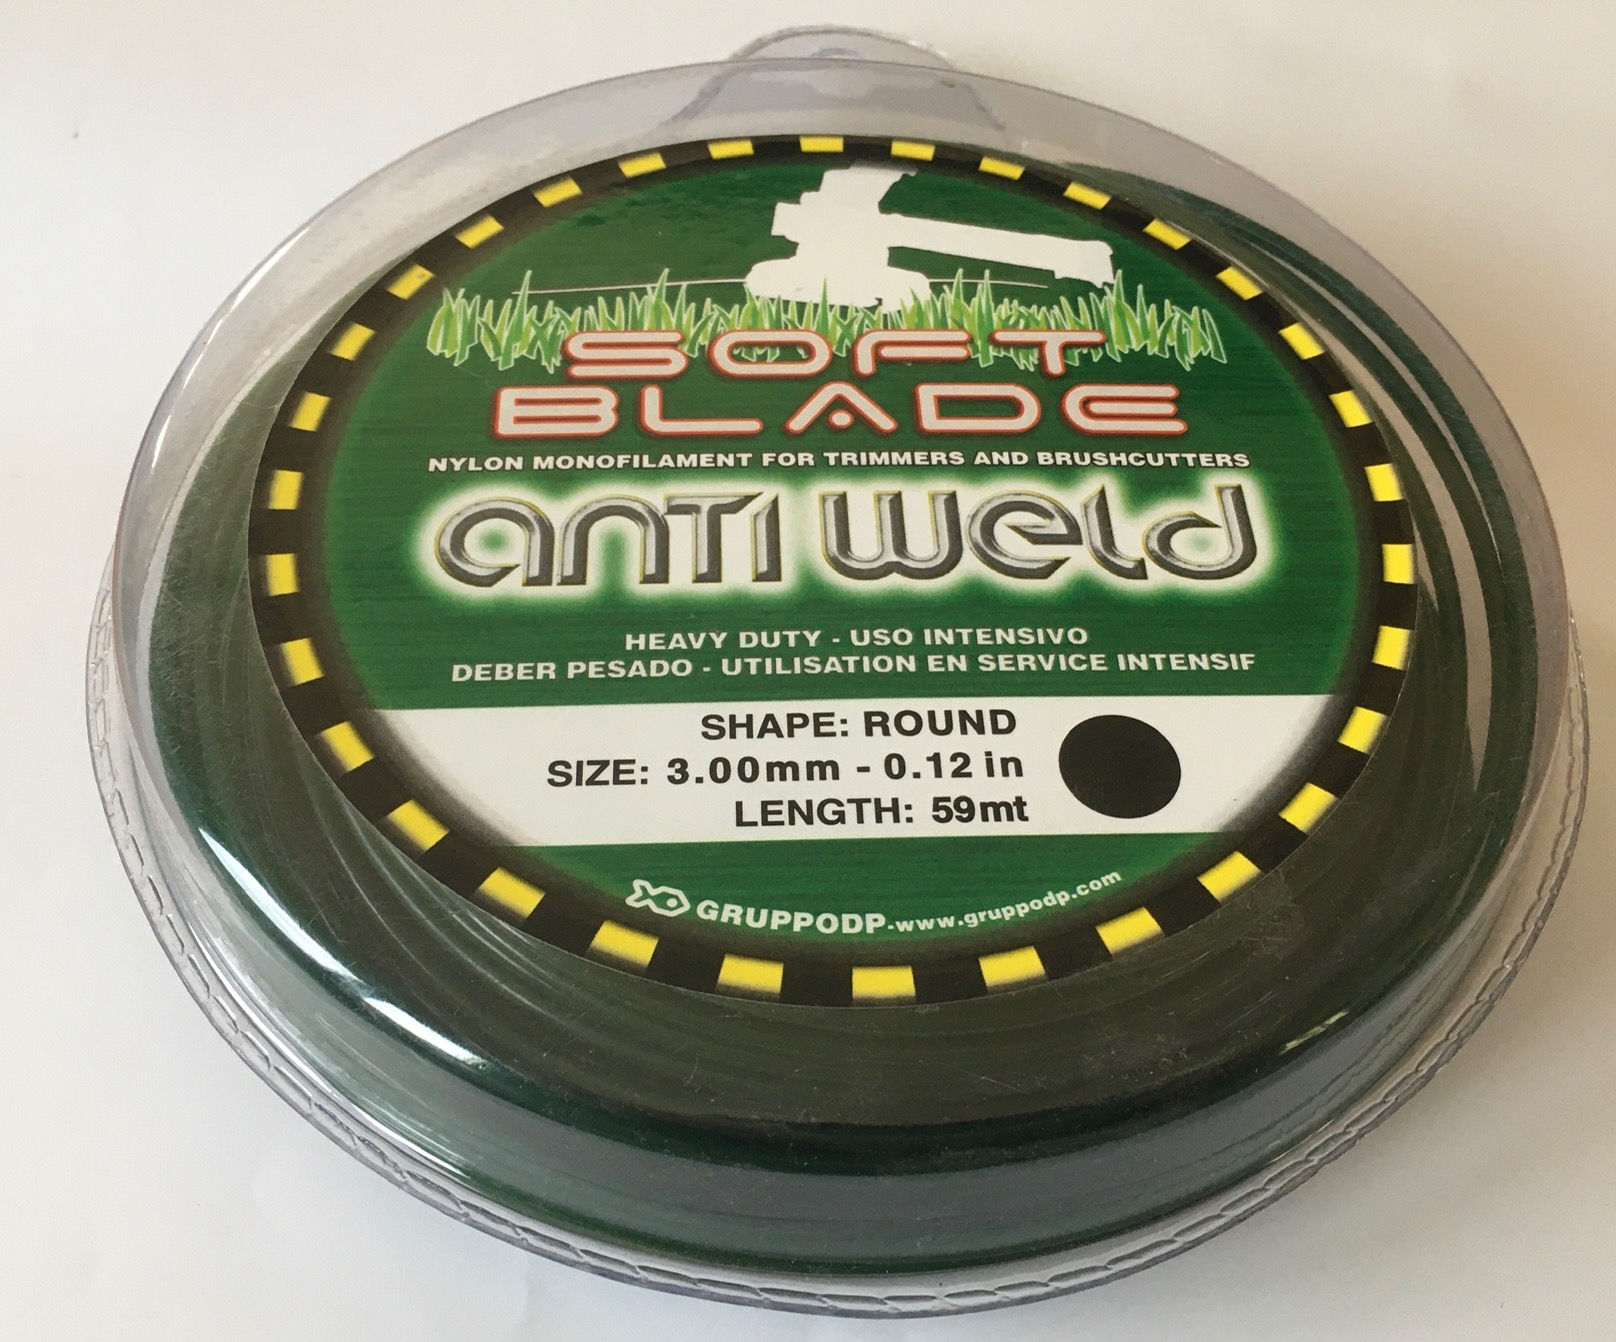 SOFT
BLADE
NYLON MONOFILAMENT FOR TRIMMERS AND BRUSHCUTTERS
anti weld
HEAVY DUTY - USO INTENSIVO
DEBER PESADO - UTILISATION EN SERVICE INTENSIF
SHAPE: ROUND
SIZE: 3.00mm - 0.12 in
LENGTH: 59mt
GRUPPODP-www.gruppodp.com